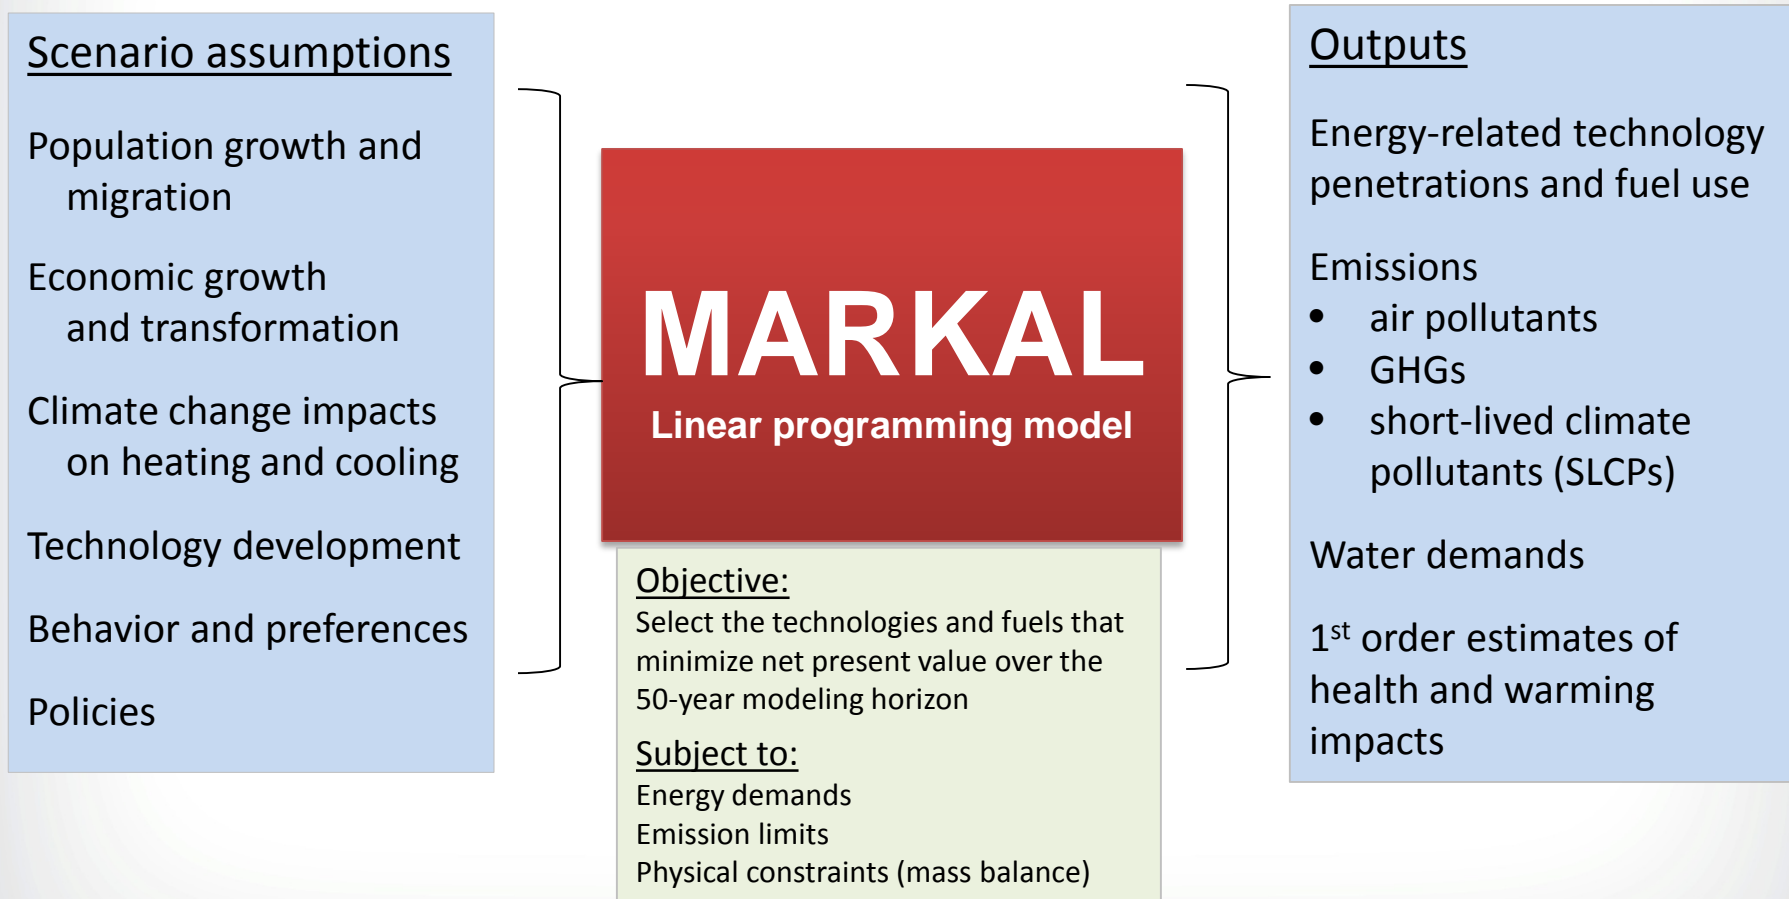 Scenario assumptions
Population growth and
migration
Economic growth
and transformation
Climate change impacts
on heating and cooling
Technology development
Behavior and preferences
Policies
MARKAL
Linear programming model
Objective:
Select the technologies and fuels that
minimize net present value over the
50-year modeling horizon
Subject to:
Energy demands
Emission limits
Physical constraints (mass balance)
Outputs
Energy-related technology
penetrations and fuel use
Emissions
• air pollutants
• GHGs
• short-lived climate
pollutants (SLCPs)
Water demands
1st order estimates of
health and warming
impacts